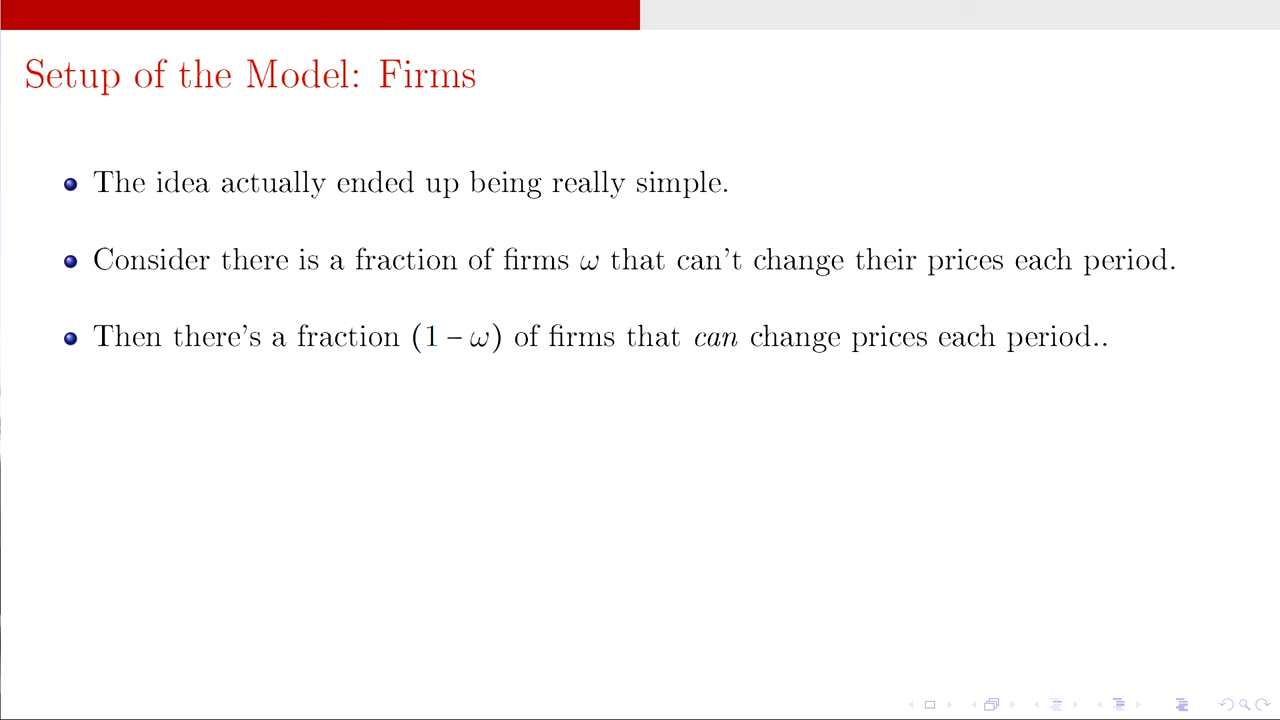 Setup of the Model: Firms
The idea actually ended up being really simple.
Consider there is a fraction of firms ω that can't change their prices each period.
Then there's a fraction (1 − ω) of firms that can change prices each period..